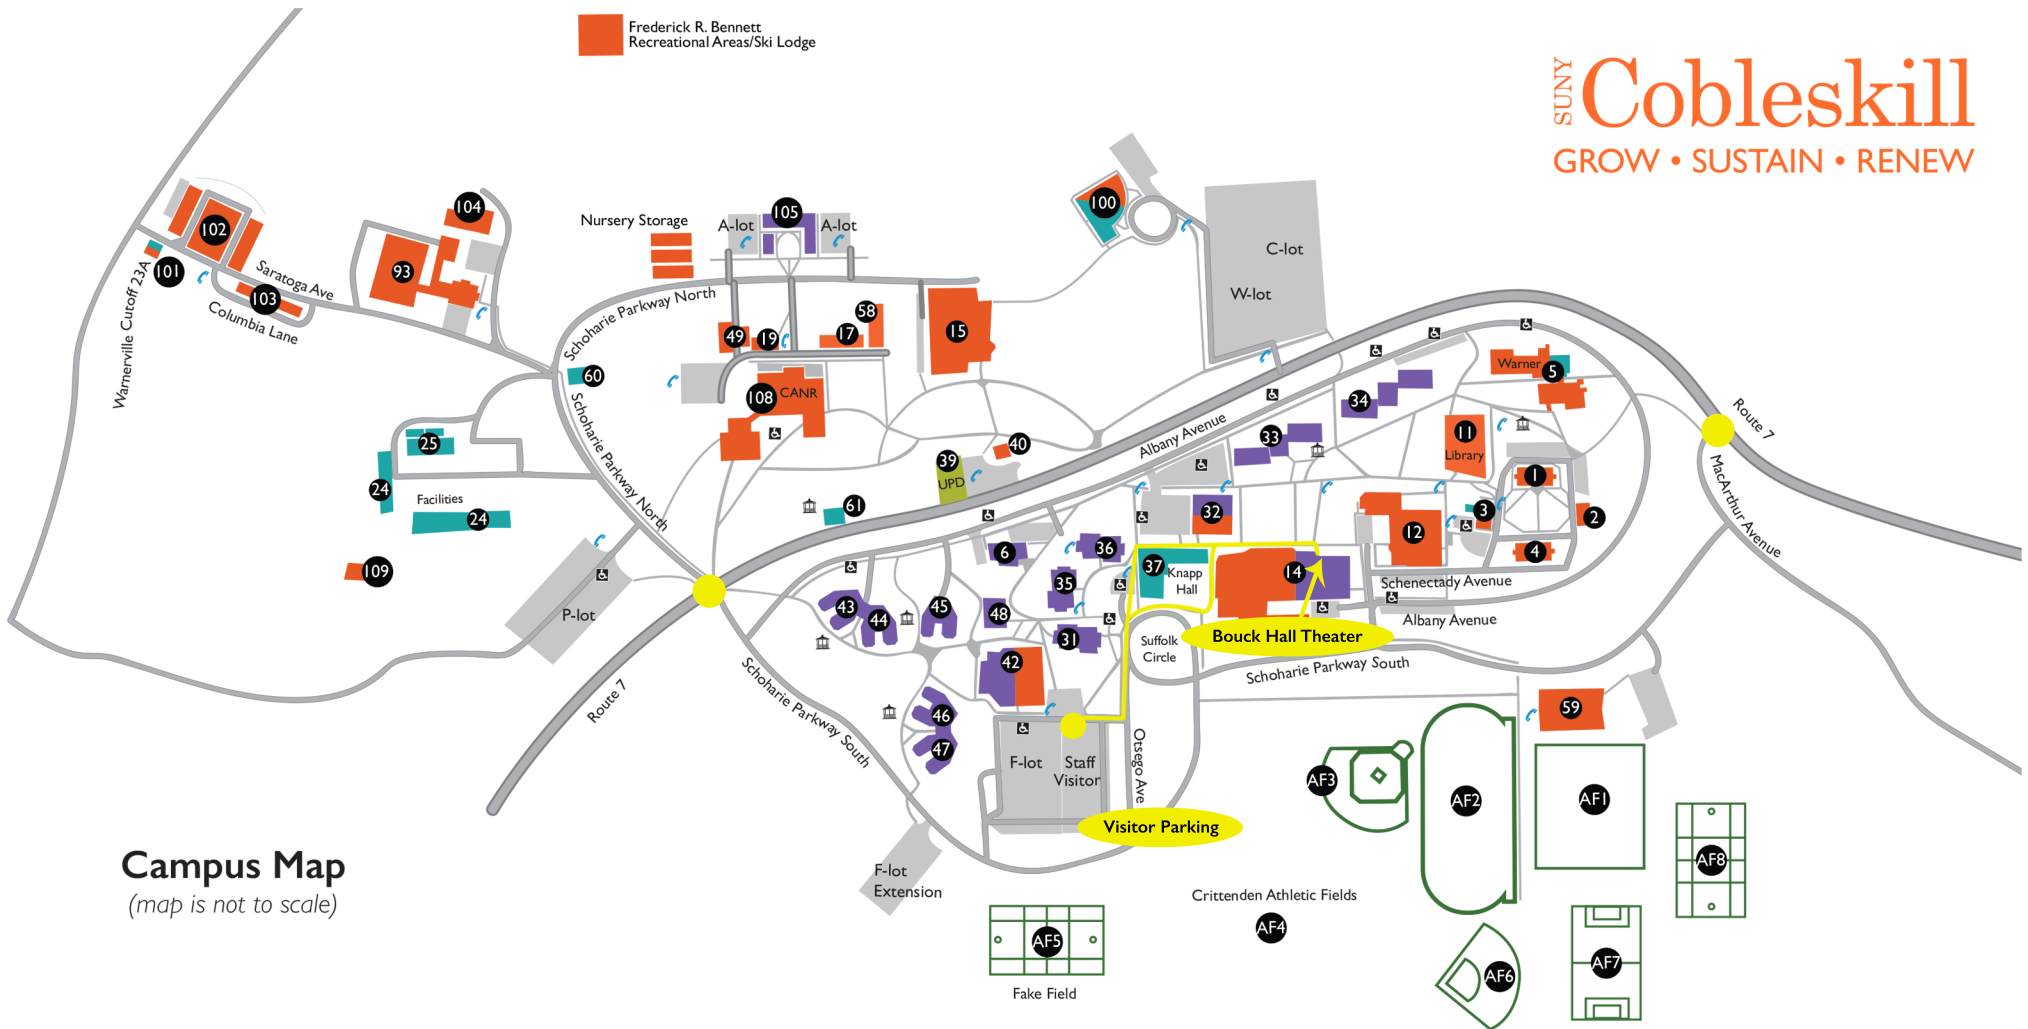 Frederick R. Bennett
Recreational Areas/Ski Lodge
SUNY
Cobleskill
GROW • SUSTAIN • RENEW
100
104
105
A-lot
A-lot
Nursery Storage
102
C-lot
101
93
Saratoga Ave
W-lot
103
Columbia Lane
Warnerville Cutoff 23A
Schoharie Parkway North
58
49
19
17
15
Warner
5
60
108
CANR
34
Route 7
Schoharie Parkway North
25
40
Albany Avenue
33
11
Library
39
UPD
24
Facilities
24
61
32
1
3
2
12
MacArthur Avenue
6
36
4
109
37
Knapp
Hall
14
35
Schenectady Avenue
P-lot
43
44
45
48
31
Albany Avenue
Bouck Hall Theater
Suffolk
Circle
42
Schoharie Parkway South
Route 7
Schoharie Parkway South
46
47
59
Otsego Ave
F-lot
Staff
Visitor
AF3
AF2
AF1
Visitor Parking
AF8
Campus Map
(map is not to scale)
F-lot
Extension
Crittenden Athletic Fields
AF4
AF5
AF7
AF6
Fake Field